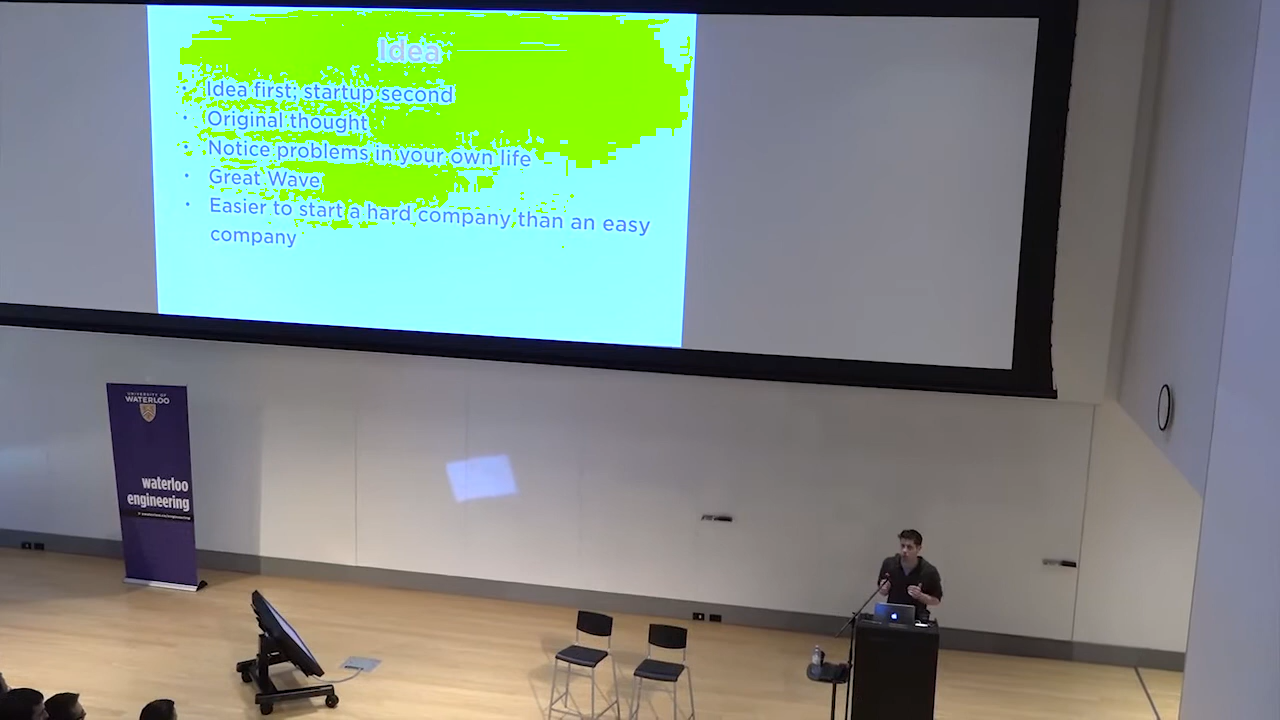 Idea
• Idea first; startup second
• Original thought
• Notice problems in your own life
• Great Wave
• Easier to start a hard company than an easy
company
UNIVERSITY OF
WATERLOO
waterloo
engineering